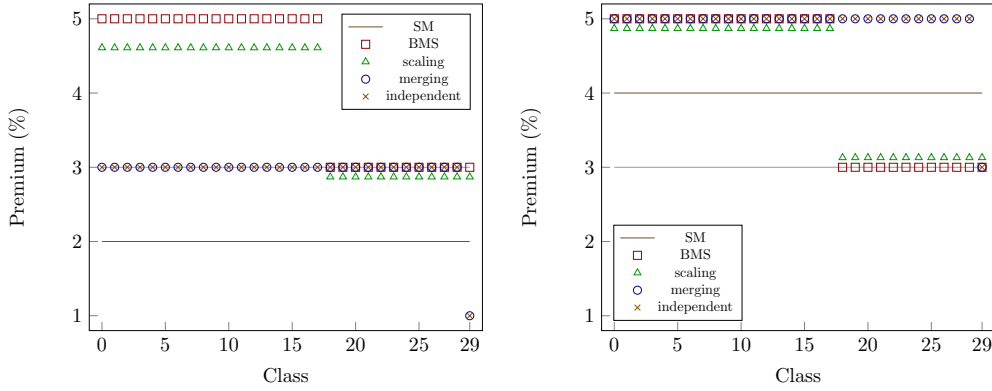 5
4
3
2
1
Premium (%)
SM
BMS
scaling
merging
independent
0 5 10 15 20 25 29
Class
5
4
3
2
1
Premium (%)
SM
BMS
scaling
merging
independent
0 5 10 15 20 25 29
Class